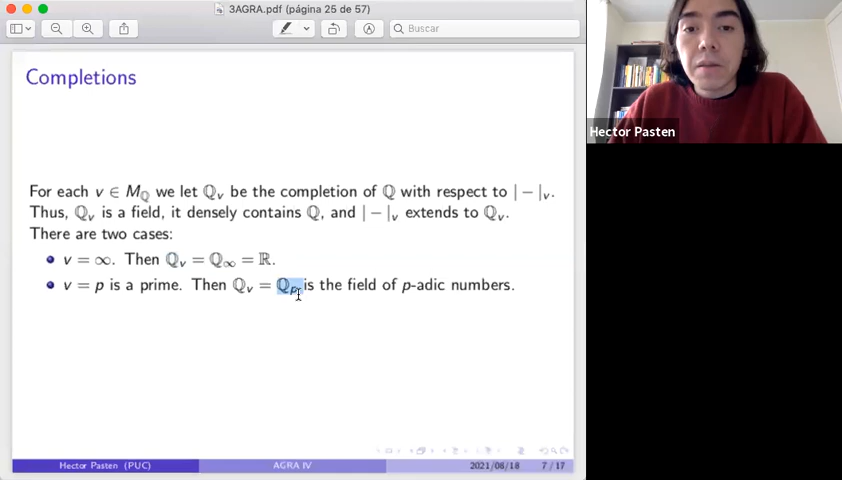 3AGRA.pdf (página 25 de 57)
Buscar
Completions
For each v ∈ M_ℚ we let ℚ_v be the completion of ℚ with respect to | − |_v.
Thus, ℚ_v is a field, it densely contains ℚ, and | − |_v extends to ℚ_v.
There are two cases:
v = ∞. Then ℚ_v = ℚ_∞ = ℝ.
v = p is a prime. Then ℚ_v = ℚ_p is the field of p-adic numbers.
Hector Pasten (PUC) AGRA IV 2021/08/18 7 / 17
Hector Pasten